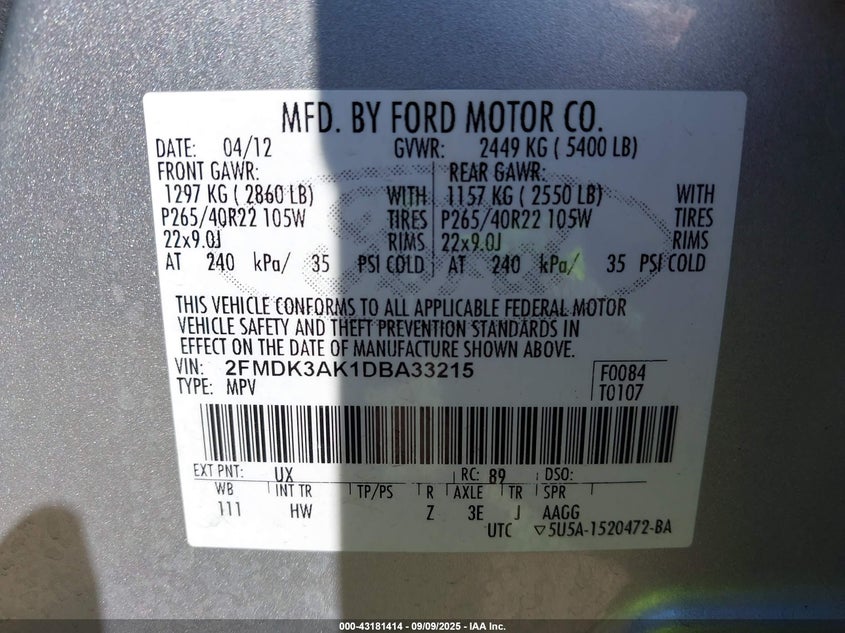 MFD. BY FORD MOTOR CO.
DATE: 04/12 GVWR: 2449 KG ( 5400 LB)
FRONT GAWR: REAR GAWR:
1297 KG ( 2860 LB) WITH 1157 KG ( 2550 LB) WITH
P265/40R22 105W TIRES P265/40R22 105W TIRES
22x9.0J RIMS 22x9.0J RIMS
AT 240 kPa/ 35 PSI COLD AT 240 kPa/ 35 PSI COLD
THIS VEHICLE CONFORMS TO ALL APPLICABLE FEDERAL MOTOR
VEHICLE SAFETY AND THEFT PREVENTION STANDARDS IN
EFFECT ON THE DATE OF MANUFACTURE SHOWN ABOVE.
VIN: 2FMDK3AK1DBA33215 F0084
TYPE: MPV T0107
EXT PNT: UX RC: 89 DSO:
WB INT TR TP/PS R AXLE TR SPR
111 HW Z 3E J AAGG
UTC ▽5U5A-1520472-BA
000-43181414 - 09/09/2025 - IAA Inc.